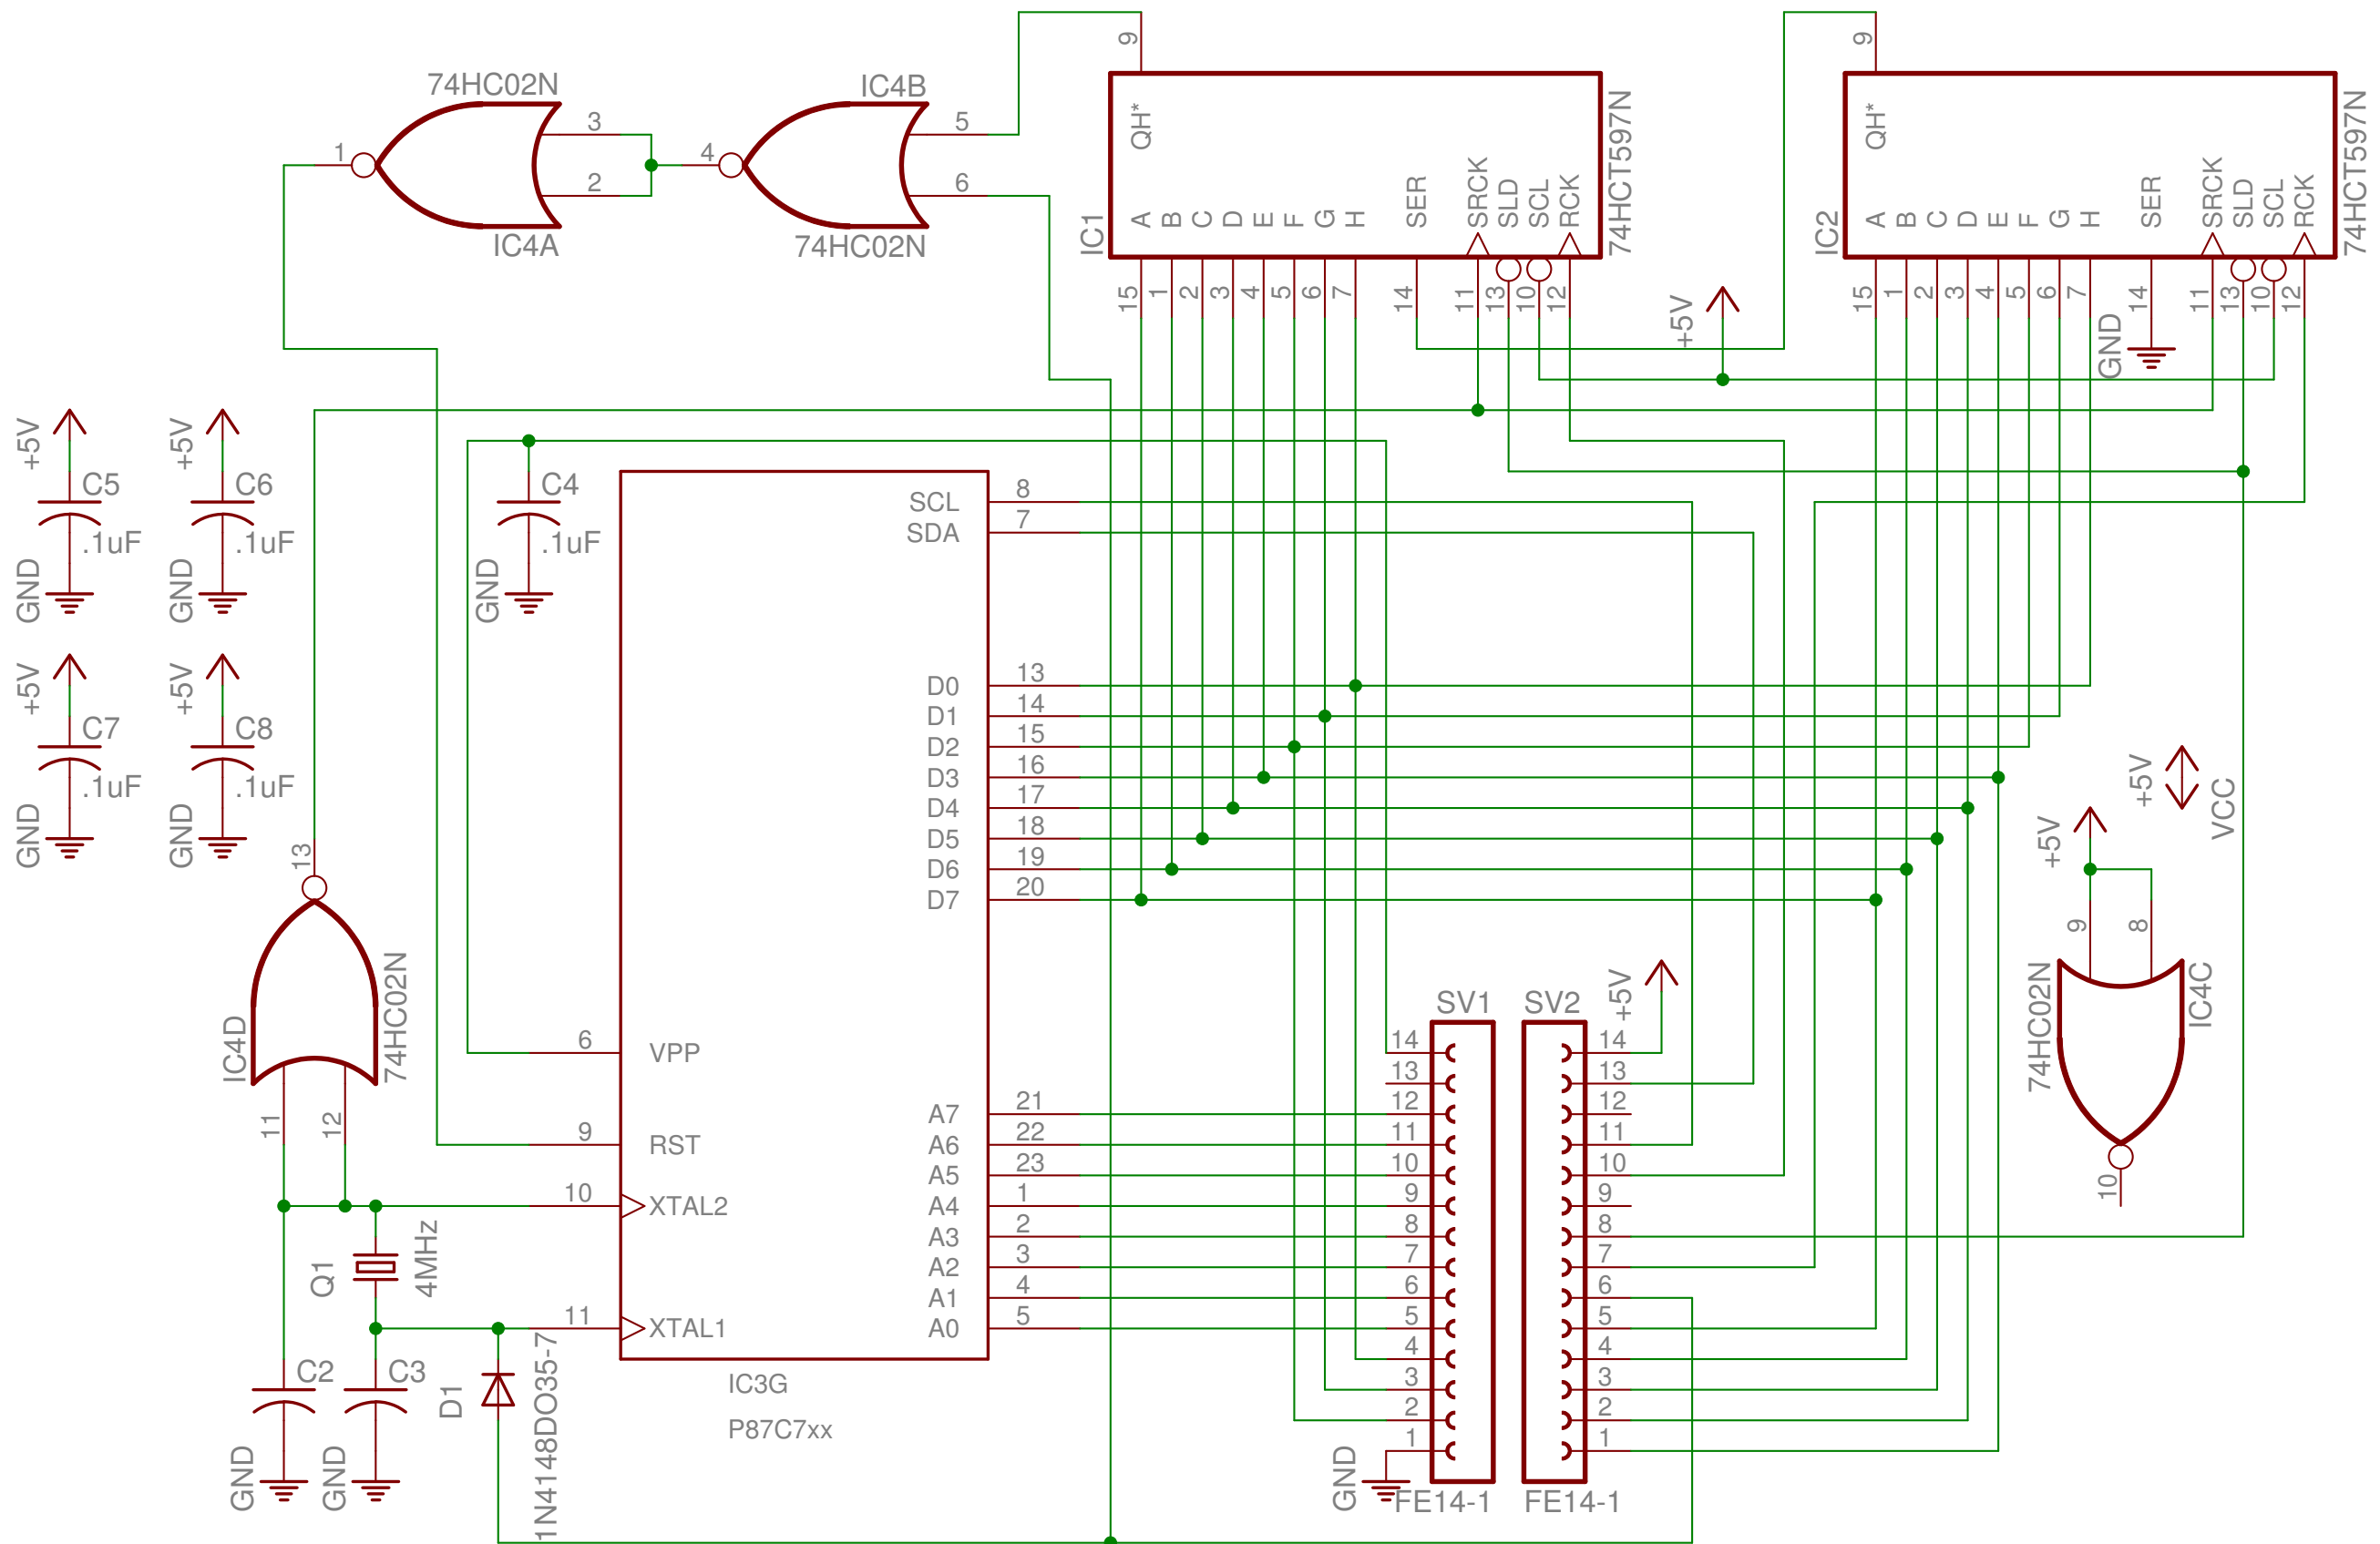 74HC02N
IC4A
1
3
2
IC4B
74HC02N
4
5
6
9
QH*
IC1
74HCT597N
A B C D E F G H SER SRCK SLD SCL RCK
15 1 2 3 4 5 6 7 14 11 13 10 12
+5V
9
QH*
IC2
74HCT597N
A B C D E F G H SER SRCK SLD SCL RCK
15 1 2 3 4 5 6 7 14 11 13 10 12
GND
+5V
C5
.1uF
GND
+5V
C6
.1uF
GND
C4
.1uF
GND
+5V
C7
.1uF
GND
+5V
C8
.1uF
GND
SCL 8
SDA 7
D0 13
D1 14
D2 15
D3 16
D4 17
D5 18
D6 19
D7 20
6 VPP
9 RST
10 XTAL2
11 XTAL1
A7 21
A6 22
A5 23
A4 1
A3 2
A2 3
A1 4
A0 5
IC3G
P87C7xx
13
IC4D
74HC02N
11
12
Q1
4MHz
C2
GND
C3
GND
D1
1N4148DO35-7
SV1
14
13
12
11
10
9
8
7
6
5
4
3
2
1
GND
FE14-1
SV2
+5V
14
13
12
11
10
9
8
7
6
5
4
3
2
1
FE14-1
+5V
VCC
+5V
9
8
74HC02N
IC4C
10